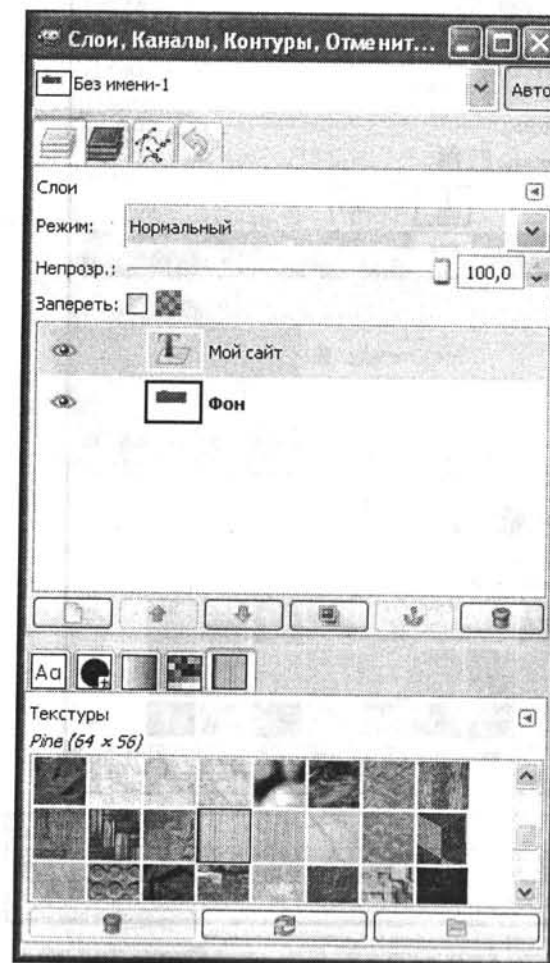 Слои, Каналы, Контуры, Отменит...
Без имени-1
Авто
Слои
Режим: Нормальный
Непрозр.: 100,0
Запереть:
Мой сайт
Фон
Aa
Текстуры
Pine (64 × 56)